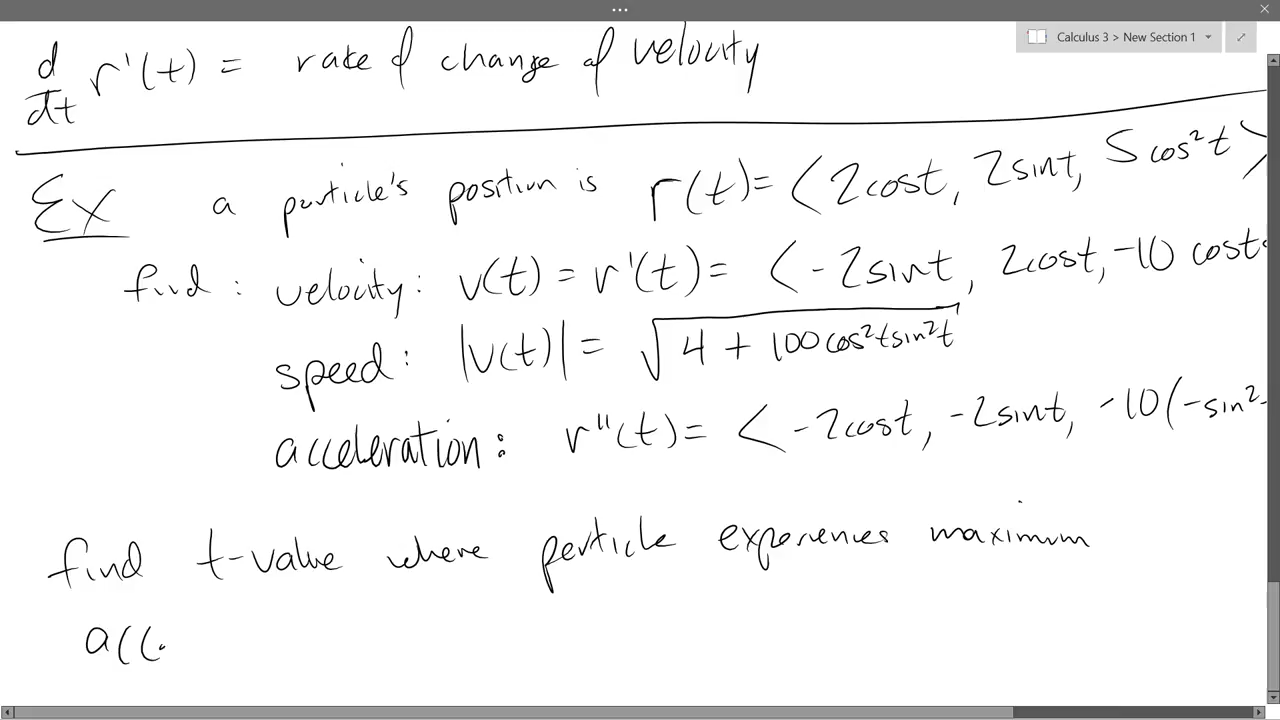 Calculus 3 > New Section 1
d/dt r'(t) = rate of change of velocity
Ex a particle's position is r(t)= ⟨2cost, 2sint, 5cos²t⟩
find: velocity: v(t) = r'(t) = ⟨-2sint, 2cost, -10 cost
speed: |v(t)| = √(4 + 100cos²tsin²t)
acceleration: r''(t) = ⟨-2cost, -2sint, -10(-sin²
find t-value where particle experiences maximum
acc.